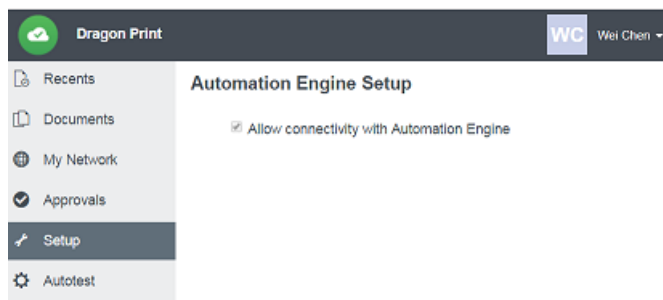 Dragon Print
WC Wei Chen
Recents
Automation Engine Setup
Documents
Allow connectivity with Automation Engine
My Network
Approvals
Setup
Autotest